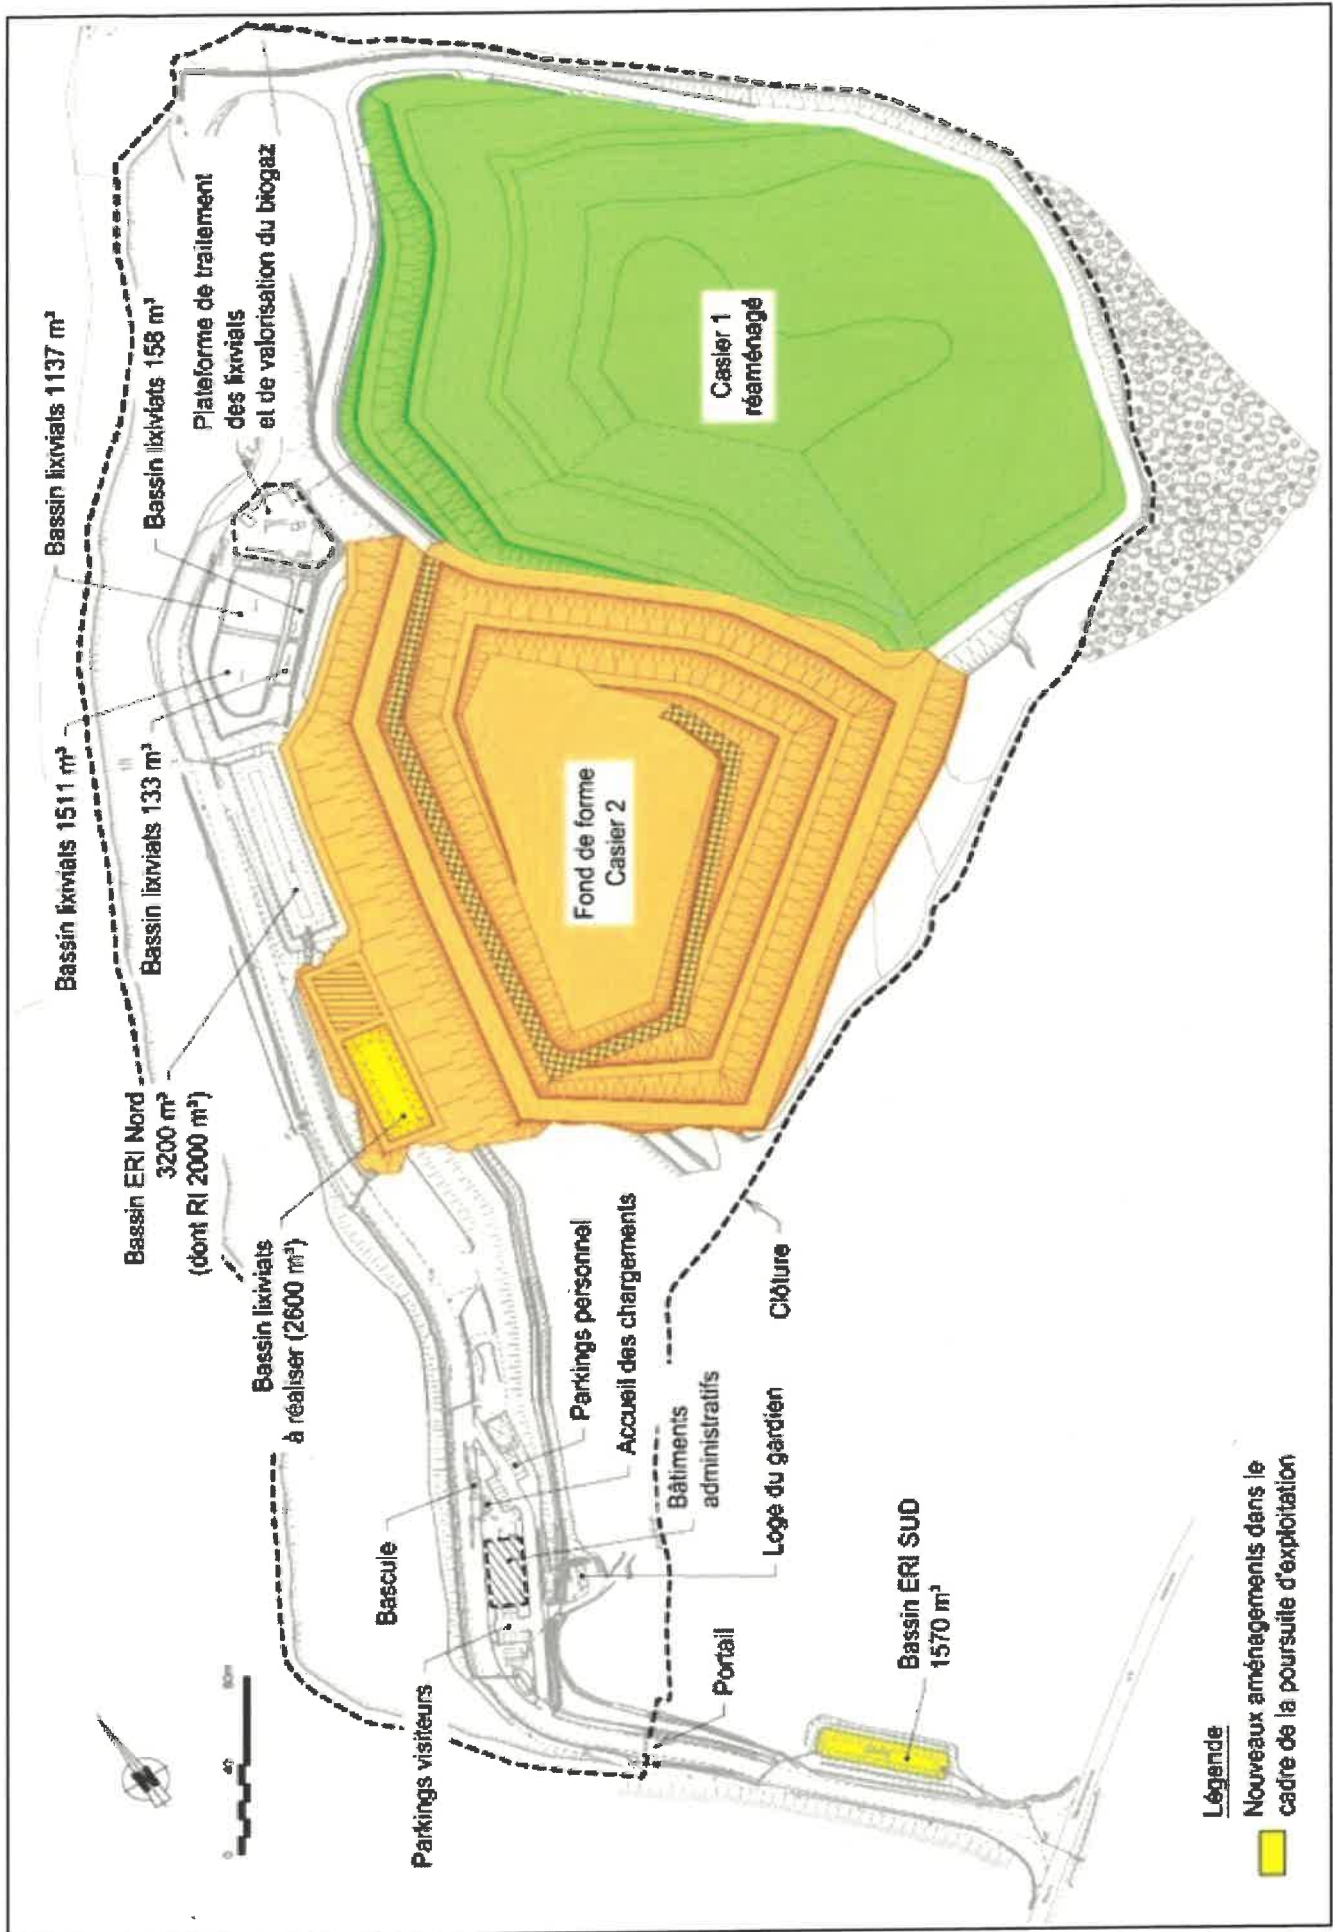 Bassin lixiviats 1137 m³
Bassin lixiviats 158 m³
Plateforme de traitement
des lixiviats
et de valorisation du biogaz
Bassin lixiviats 1511 m³
Bassin lixiviats 133 m³
Bassin ERI Nord
3200 m³
(dont RI 2000 m³)
Bassin lixiviats
à réaliser (2600 m³)
Casier 1
réaménagé
Fond de forme
Casier 2
Parkings personnel
Accueil des chargements
Bâtiments
administratifs
Loge du gardien
Clôture
Bascule
Parkings visiteurs
Portail
Bassin ERI SUD
1570 m³
0
Légende
Nouveaux aménagements dans le
cadre de la poursuite d'exploitation